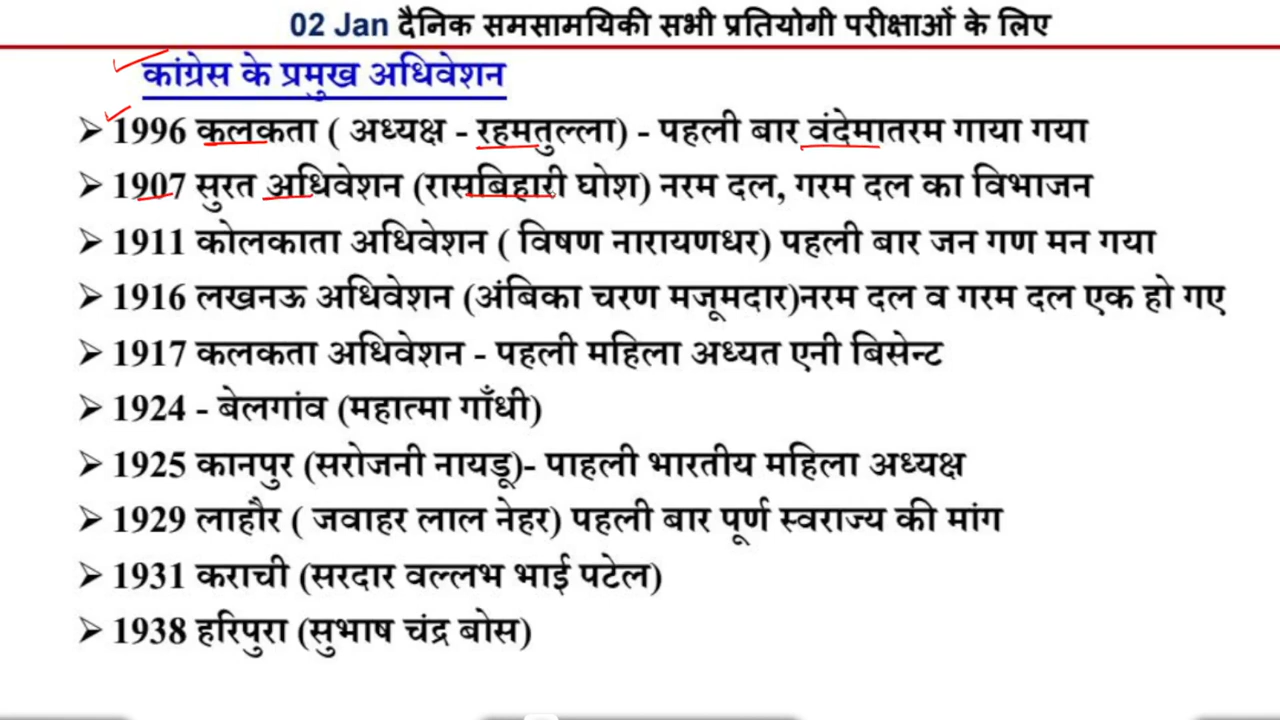 02 Jan दैनिक समसामयिकी सभी प्रतियोगी परीक्षाओं के लिए
कांग्रेस के प्रमुख अधिवेशन
➢ 1996 कलकता ( अध्यक्ष - रहमतुल्ला) - पहली बार वंदेमातरम गाया गया
➢ 1907 सुरत अधिवेशन (रासबिहारी घोश) नरम दल, गरम दल का विभाजन
➢ 1911 कोलकाता अधिवेशन ( विषण नारायणधर) पहली बार जन गण मन गया
➢ 1916 लखनऊ अधिवेशन (अंबिका चरण मजूमदार)नरम दल व गरम दल एक हो गए
➢ 1917 कलकता अधिवेशन - पहली महिला अध्यत एनी बिसेन्ट
➢ 1924 - बेलगांव (महात्मा गाँधी)
➢ 1925 कानपुर (सरोजनी नायडू)- पाहली भारतीय महिला अध्यक्ष
➢ 1929 लाहौर ( जवाहर लाल नेहर) पहली बार पूर्ण स्वराज्य की मांग
➢ 1931 कराची (सरदार वल्लभ भाई पटेल)
➢ 1938 हरिपुरा (सुभाष चंद्र बोस)